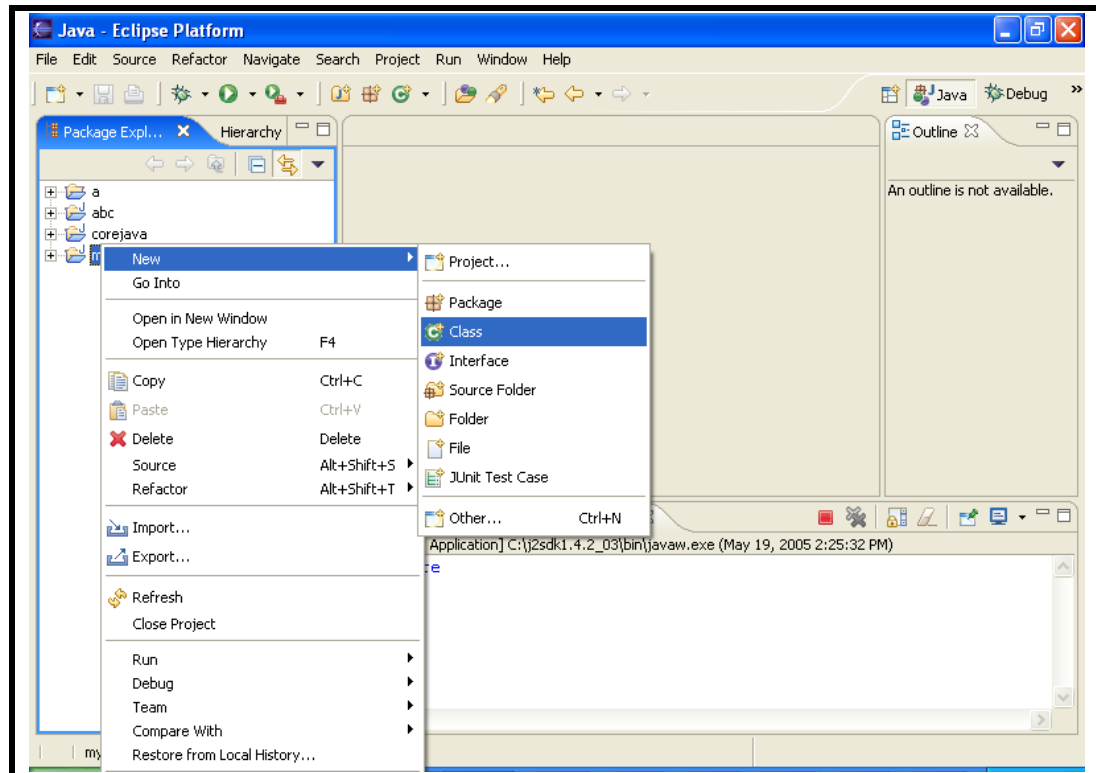 Java - Eclipse Platform
File Edit Source Refactor Navigate Search Project Run Window Help
Java Debug »
Package Expl... Hierarchy
Outline
An outline is not available.
a
abc
corejava
m
New
Go Into
Open in New Window
Open Type Hierarchy F4
Copy Ctrl+C
Paste Ctrl+V
Delete Delete
Source Alt+Shift+S
Refactor Alt+Shift+T
Import...
Export...
Refresh
Close Project
Run
Debug
Team
Compare With
Restore from Local History...
Project...
Package
Class
Interface
Source Folder
Folder
File
JUnit Test Case
Other... Ctrl+N
Application] C:\j2sdk1.4.2_03\bin\javaw.exe (May 19, 2005 2:25:32 PM)
te
my